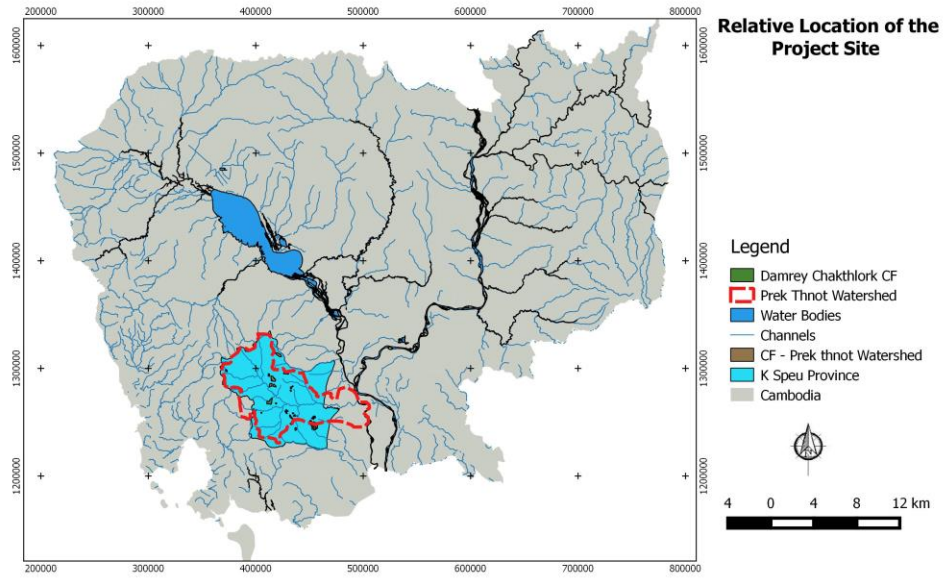 200000 300000 400000 500000 600000 700000 800000
Relative Location of the
Project Site
1600000 1600000
1500000 1500000
1400000 1400000
1300000 1300000
1200000 1200000
200000 300000 400000 500000 600000 700000 800000
Legend
Damrey Chakthlork CF
Prek Thnot Watershed
Water Bodies
Channels
CF - Prek thnot Watershed
K Speu Province
Cambodia
4 0 4 8 12 km